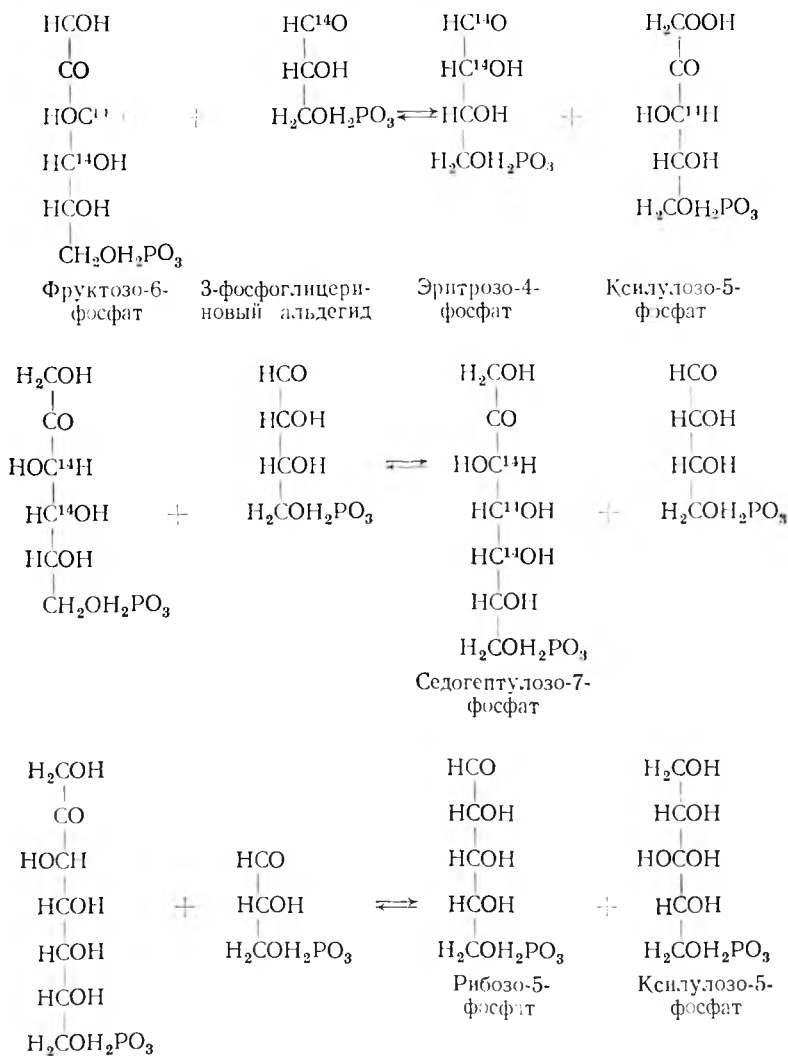 HCOH HC¹⁴O HC¹⁴O H₂COOH
CO HCOH HC¹⁴OH CO
HOC + H₂COH₂PO₃ ⇌ HCOH + HOC¹⁴H
HC¹⁴OH H₂COH₂PO₃ HCOH
HCOH H₂COH₂PO₃
CH₂OH₂PO₃
Фруктозо-6- 3-фосфоглицери- Эритрозо-4- Ксилулозо-5-
фосфат новый альдегид фосфат фосфат
H₂COH HCO H₂COH HCO
CO HCOH CO HCOH
HOC¹⁴H HCOH ⇌ HOC¹⁴H HCOH
HC¹⁴OH + H₂COH₂PO₃ HC¹⁴OH + H₂COH₂PO₃
HCOH HC¹⁴OH
CH₂OH₂PO₃ HCOH
H₂COH₂PO₃
Седогептулозо-7-
фосфат
H₂COH HCO H₂COH
CO HCOH HCOH
HOCH HCO HCOH HOCOH
HCOH + HCOH ⇌ HCOH + HCOH
HCOH H₂COH₂PO₃ H₂COH₂PO₃ H₂COH₂PO₃
HCOH Рибозо-5- Ксилулозо-5-
H₂COH₂PO₃ фосфат фосфат